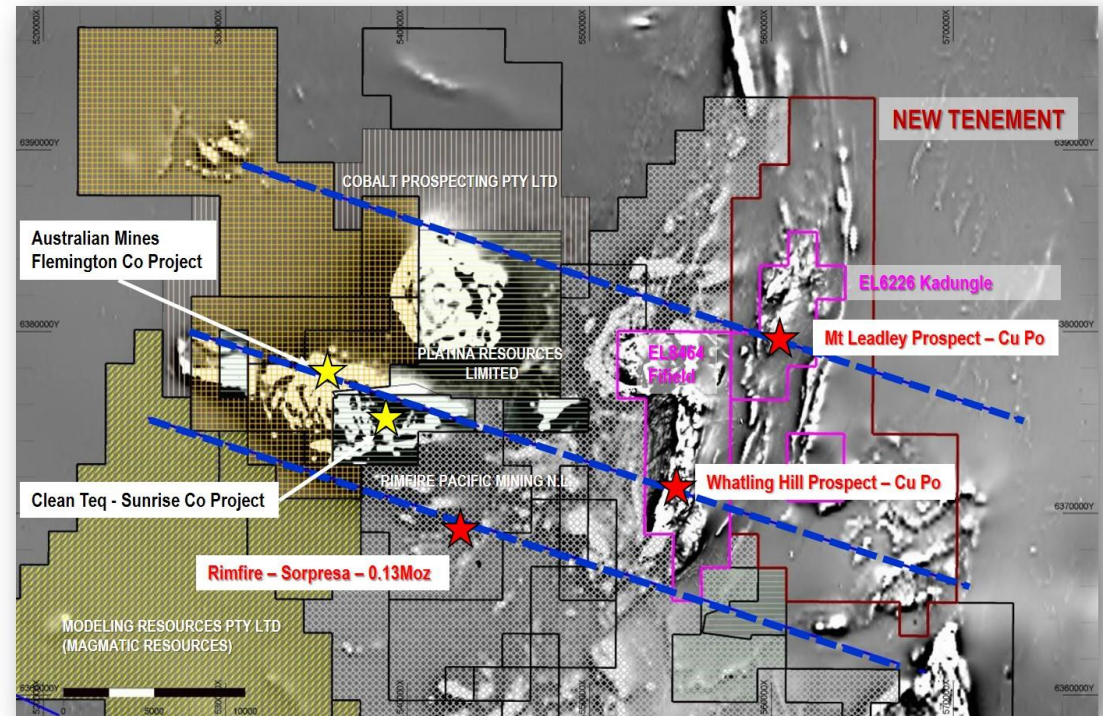 520000X
530000X
540000X
550000X
560000X
570000X
NEW TENEMENT
6390000Y
6390000Y
COBALT PROSPECTING PTY LTD
Australian Mines
Flemington Co Project
EL6226 Kadungle
6380000Y
6380000Y
Mt Leadley Prospect – Cu Po
PLATINA RESOURCES
LIMITED
EL8464
Fifield
Clean Teq - Sunrise Co Project
RIMFIRE PACIFIC MINING N.L.
Whatling Hill Prospect – Cu Po
6370000Y
Rimfire – Sorpresa – 0.13Moz
MODELING RESOURCES PTY LTD
(MAGMATIC RESOURCES)
6360000Y
6360000Y
0
5000
10000
570000X